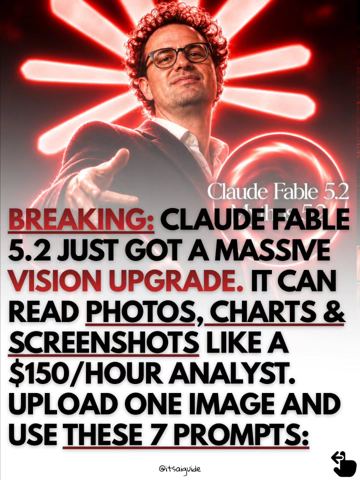 Claude Fable 5.2
BREAKING: CLAUDE FABLE
5.2 JUST GOT A MASSIVE
VISION UPGRADE. IT CAN
READ PHOTOS, CHARTS &
SCREENSHOTS LIKE A
$150/HOUR ANALYST.
UPLOAD ONE IMAGE AND
USE THESE 7 PROMPTS:
@itsaiguide